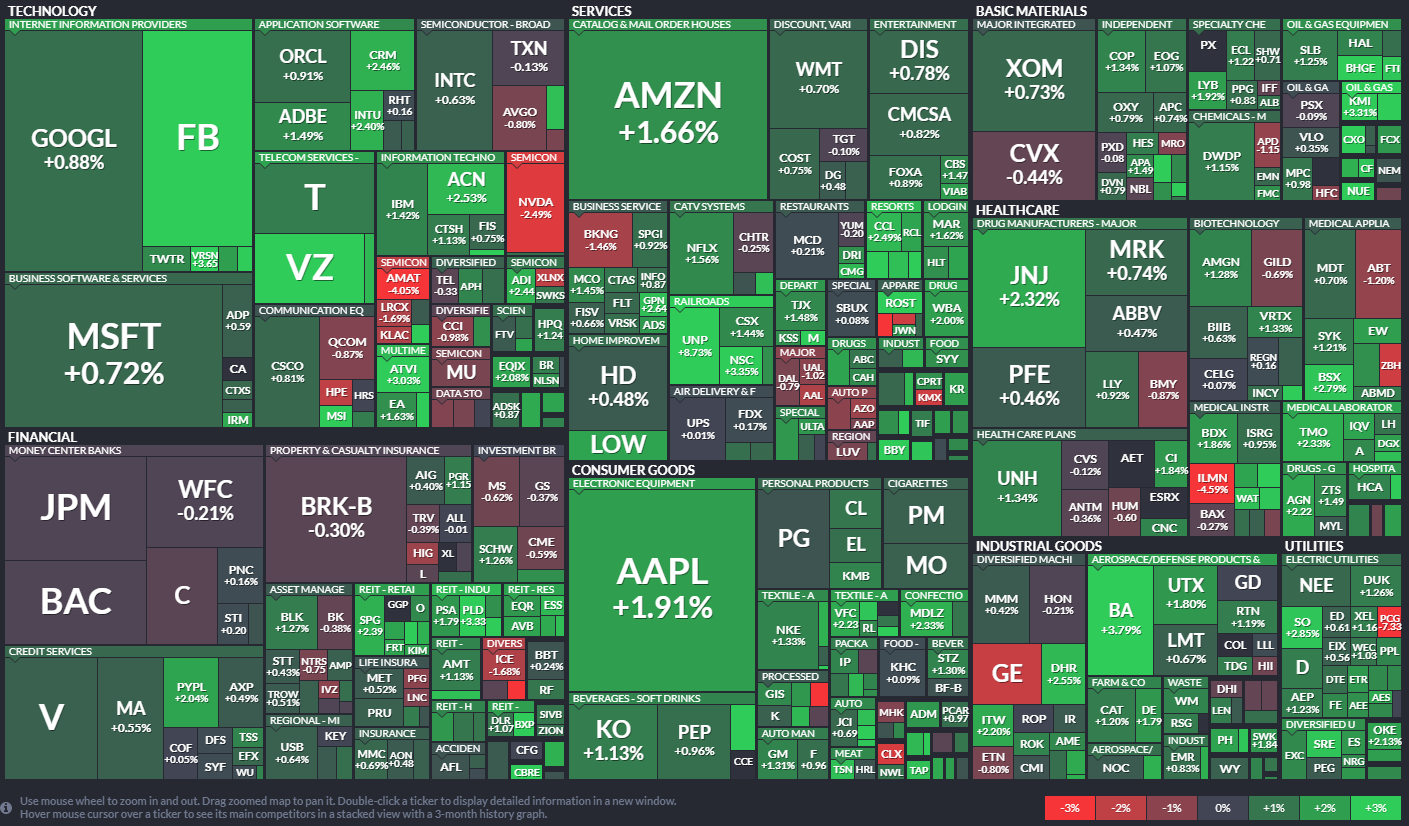 TECHNOLOGY
INTERNET INFORMATION PROVIDERS
GOOGL
+0.88%
FB
TWTR
VRSN
+3.65
APPLICATION SOFTWARE
ORCL
+0.91%
CRM
+2.46%
ADBE
+1.49%
INTU
+2.40%
RHT
+0.16
SEMICONDUCTOR - BROAD
INTC
+0.63%
TXN
-0.13%
AVGO
-0.80%
TELECOM SERVICES -
T
VZ
INFORMATION TECHNO
IBM
+1.42%
ACN
+2.53%
CTSH
+1.13%
FIS
+0.75%
SEMICON
NVDA
-2.49%
BUSINESS SOFTWARE & SERVICES
MSFT
+0.72%
ADP
+0.59
CA
CTXS
IRM
COMMUNICATION EQ
CSCO
+0.81%
QCOM
-0.87%
HPE
HRS
MSI
SEMICON
AMAT
-4.05%
LRCX
-1.69%
KLAC
DIVERSIFIED
TEL
-0.33
APH
SEMICON
ADI
+2.44
XLNX
SWKS
DIVERSIFIE
CCI
-0.98%
SCIEN
FTV
HPQ
+1.24
MULTIME
ATVI
+3.03%
EA
+1.63%
SEMICON
MU
EQIX
+2.08%
BR
NLSN
DATA STO
ADSK
+0.87
FINANCIAL
MONEY CENTER BANKS
JPM
WFC
-0.21%
BAC
C
PNC
+0.16%
STI
+0.20
PROPERTY & CASUALTY INSURANCE
BRK-B
-0.30%
AIG
+0.40%
PGR
+1.15
TRV
-0.39%
ALL
-0.01
HIG
XL
L
INVESTMENT BR
MS
-0.62%
GS
-0.37%
SCHW
+1.26%
CME
-0.59%
CREDIT SERVICES
V
MA
+0.55%
PYPL
+2.04%
AXP
+0.49%
COF
+0.05%
DFS
SYF
TSS
EFX
WU
ASSET MANAGE
BLK
+1.27%
BK
-0.38%
STT
+0.43%
NTRS
-0.75
AMP
TROW
+0.51%
IVZ
REIT - RETAI
SPG
+2.39
GGP
O
FRT
KIM
REIT - INDU
PSA
+1.79
PLD
+3.33
REIT - RES
EQR
ESS
AVB
REIT -
AMT
+1.13%
DIVERS
ICE
-1.68%
BBT
+0.24%
RF
LIFE INSURA
MET
+0.52%
PFG
LNC
PRU
REGIONAL - MI
USB
+0.64%
KEY
INSURANCE
MMC
+0.69%
AON
+0.48
REIT - H
REIT -
DLR
+1.07
BXP
SIVB
ZION
ACCIDEN
AFL
CFG
CBRE
SERVICES
CATALOG & MAIL ORDER HOUSES
AMZN
+1.66%
DISCOUNT, VARI
WMT
+0.70%
COST
+0.75%
TGT
-0.10%
DG
+0.48
ENTERTAINMENT
DIS
+0.78%
CMCSA
+0.82%
FOXA
+0.89%
CBS
+1.47
VIAB
BUSINESS SERVICE
BKNG
-1.46%
SPGI
+0.92%
MCO
+1.45%
CTAS
INFO
+0.87
FLT
GPN
+2.64
FISV
+0.66%
VRSK
ADS
CATV SYSTEMS
NFLX
+1.56%
CHTR
-0.25%
RESTAURANTS
MCD
+0.21%
YUM
-0.20
DRI
CMG
RESORTS
CCL
+2.49%
RCL
LODGIN
MAR
+1.62%
HLT
RAILROADS
UNP
+8.73%
CSX
+1.44%
NSC
+3.35%
DEPART
TJX
+1.48%
KSS
M
SPECIAL
SBUX
+0.08%
APPARE
ROST
JWN
DRUG
WBA
+2.00%
HOME IMPROVEM
HD
+0.48%
LOW
MAJOR
DAL
-0.79
UAL
-1.02
AAL
DRUGS
ABC
CAH
INDUST
FOOD
SYY
AIR DELIVERY & F
UPS
+0.01%
FDX
+0.17%
AUTO P
AZO
AAP
CPRT
KMX
KR
SPECIAL
ULTA
REGION
LUV
TIF
BBY
CONSUMER GOODS
ELECTRONIC EQUIPMENT
AAPL
+1.91%
PERSONAL PRODUCTS
PG
CL
EL
KMB
CIGARETTES
PM
MO
TEXTILE - A
NKE
+1.33%
TEXTILE - A
VFC
+2.23
RL
CONFECTIO
MDLZ
+2.33%
PACKA
IP
FOOD -
KHC
+0.09%
BEVER
STZ
+1.30%
BF-B
BEVERAGES - SOFT DRINKS
KO
+1.13%
PEP
+0.96%
CCE
PROCESSED
GIS
K
AUTO MAN
GM
+1.31%
F
+0.96
AUTO
JCI
+0.69
MEAT
TSN
HRL
MHK
ADM
PCAR
+0.97
CLX
NWL
TAP
BASIC MATERIALS
MAJOR INTEGRATED
XOM
+0.73%
CVX
-0.44%
INDEPENDENT
COP
+1.34%
EOG
+1.07%
OXY
+0.79%
APC
+0.74%
PXD
-0.08
HES
MRO
APA
+1.49
DVN
+0.79
NBL
SPECIALTY CHE
PX
ECL
+1.22
SHW
+0.71
LYB
+1.92%
PPG
+0.83
IFF
ALB
CHEMICALS - M
DWDP
+1.15%
APD
-1.15
EMN
FMC
OIL & GAS EQUIPMEN
SLB
+1.25%
HAL
BHGE
FTI
OIL & GA
PSX
-0.09%
VLO
+0.35%
MPC
+0.98
HFC
OIL & GAS
KMI
+3.31%
CXO
FCX
CF
NEM
NUE
HEALTHCARE
DRUG MANUFACTURERS - MAJOR
JNJ
+2.32%
MRK
+0.74%
ABBV
+0.47%
PFE
+0.46%
LLY
+0.92%
BMY
-0.87%
BIOTECHNOLOGY
AMGN
+1.28%
GILD
-0.69%
BIIB
+0.63%
VRTX
+1.33%
CELG
+0.07%
REGN
+0.16
INCY
MEDICAL APPLIA
MDT
+0.70%
ABT
-1.20%
SYK
+1.21%
EW
ZBH
BSX
+2.79%
ABMD
HEALTH CARE PLANS
UNH
+1.34%
CVS
-0.12%
AET
CI
+1.84%
ANTM
-0.36%
HUM
-0.60
ESRX
CNC
MEDICAL INSTR
BDX
+1.86%
ISRG
+0.95%
ILMN
-4.59%
WAT
BAX
-0.27%
MEDICAL LABORATOR
TMO
+2.33%
IQV
LH
A
DGX
DRUGS - G
AGN
+2.22
ZTS
+1.49
MYL
HOSPITA
HCA
INDUSTRIAL GOODS
DIVERSIFIED MACHI
MMM
+0.42%
HON
-0.21%
GE
DHR
+2.55%
ITW
+2.20%
ROP
IR
ROK
AME
ETN
-0.80%
CMI
AEROSPACE/DEFENSE PRODUCTS &
BA
+3.79%
UTX
+1.80%
GD
RTN
+1.19%
LMT
+0.67%
COL
LLL
TDG
HII
FARM & CO
CAT
+1.20%
DE
+1.79
WASTE
WM
RSG
DHI
LEN
AEROSPACE/
NOC
INDUST
EMR
+0.83%
PH
SWK
+1.84
WY
UTILITIES
ELECTRIC UTILITIES
NEE
DUK
+1.26%
SO
+2.85%
ED
+0.61
XEL
+1.16
PCG
-7.33
D
EIX
+0.56
WEC
+1.03
PPL
DTE
ETR
AEP
+1.23%
FE
AEE
AES
DIVERSIFIED U
EXC
SRE
ES
PEG
NRG
OKE
+2.13%
Use mouse wheel to zoom in and out. Drag zoomed map to pan it. Double-click a ticker to display detailed information in a new window.
Hover mouse cursor over a ticker to see its main competitors in a stacked view with a 3-month history graph.
-3%
-2%
-1%
0%
+1%
+2%
+3%